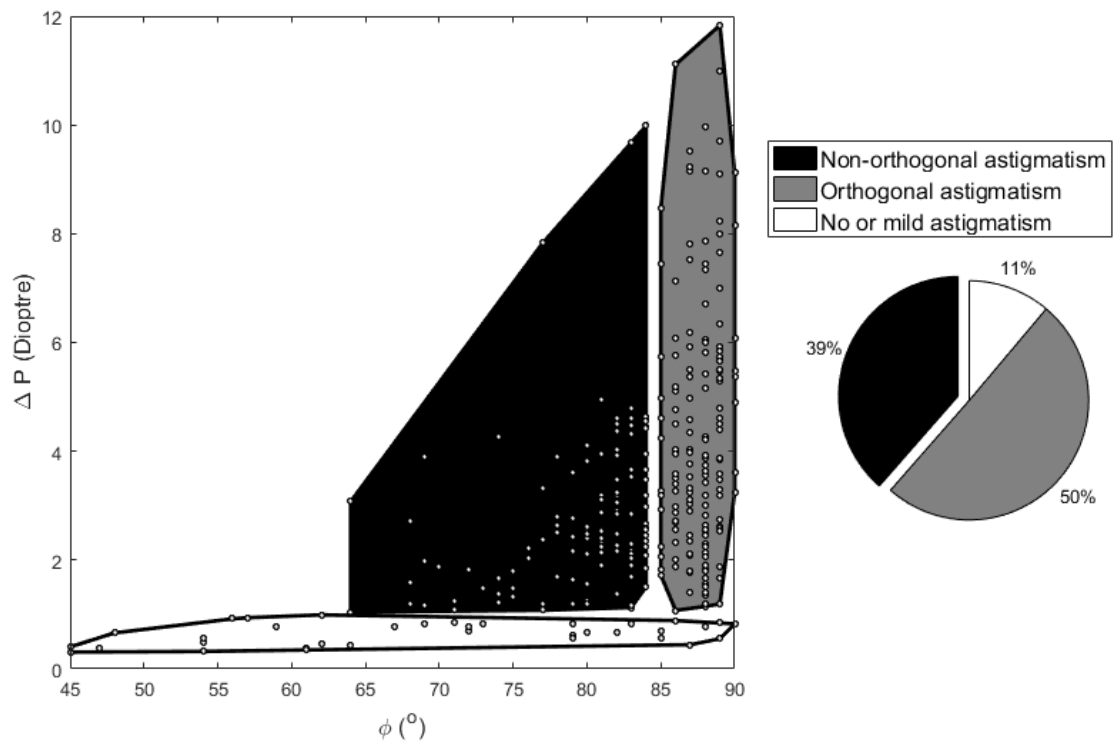 12
10
8
6
4
2
0
Δ P (Dioptre)
45 50 55 60 65 70 75 80 85 90
ϕ (°)
Non-orthogonal astigmatism
Orthogonal astigmatism
No or mild astigmatism
11%
39%
50%